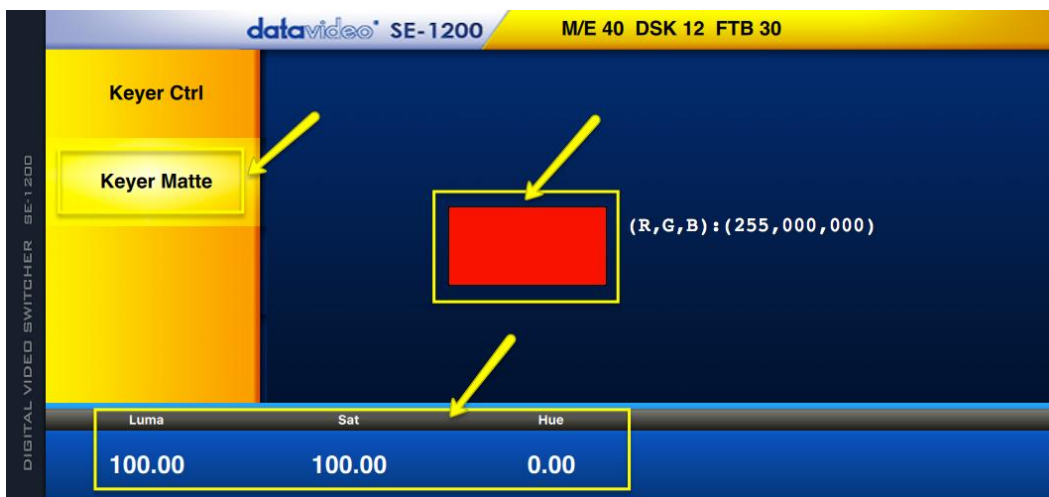 datavideo SE-1200
M/E 40 DSK 12 FTB 30
Keyer Ctrl
Keyer Matte
(R,G,B):(255,000,000)
DIGITAL VIDEO SWITCHER SE-1200
Luma Sat Hue
100.00 100.00 0.00